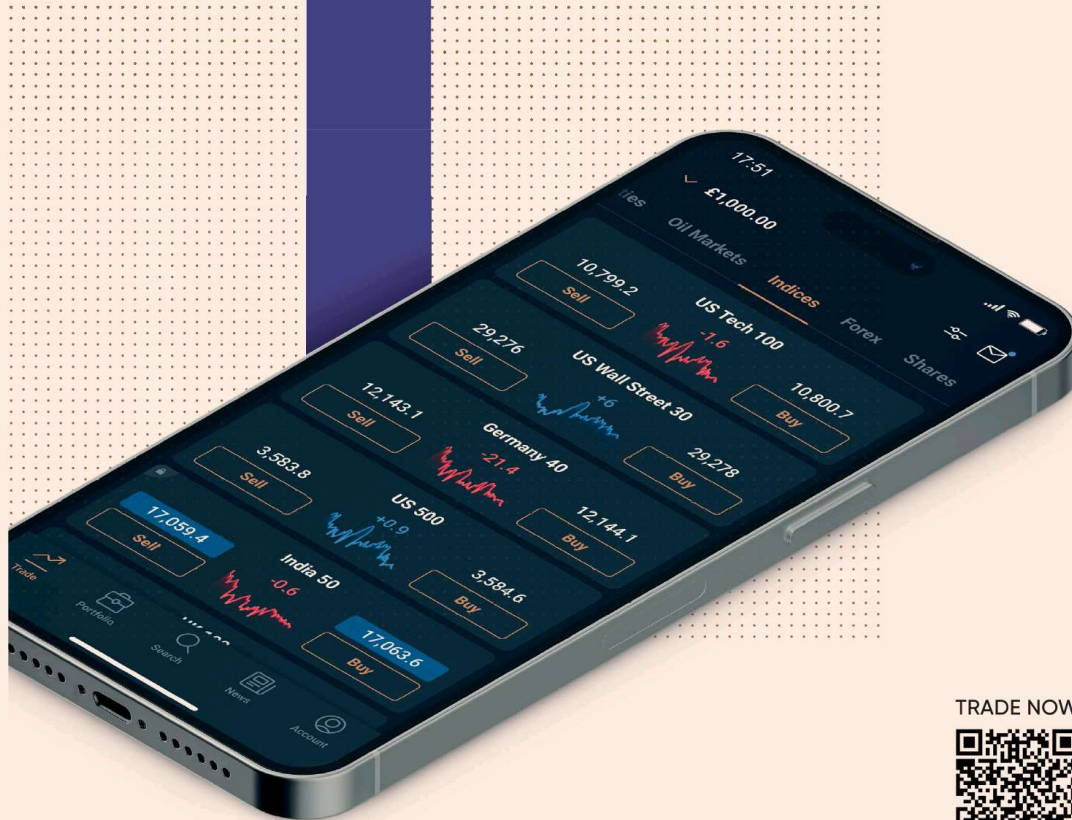 17:51
£1,000.00
ties
Oil Markets
Indices
Forex
Shares
US Tech 100
10,799.2
-1.6
10,800.7
Sell
Buy
US Wall Street 30
29,276
+6
29,278
Sell
Buy
Germany 40
12,143.1
-21.4
12,144.1
Sell
Buy
US 500
3,583.8
+0.9
3,584.6
Sell
Buy
India 50
17,059.4
-0.6
17,063.6
Sell
Buy
Trade
Portfolio
Search
News
Account
TRADE NOW